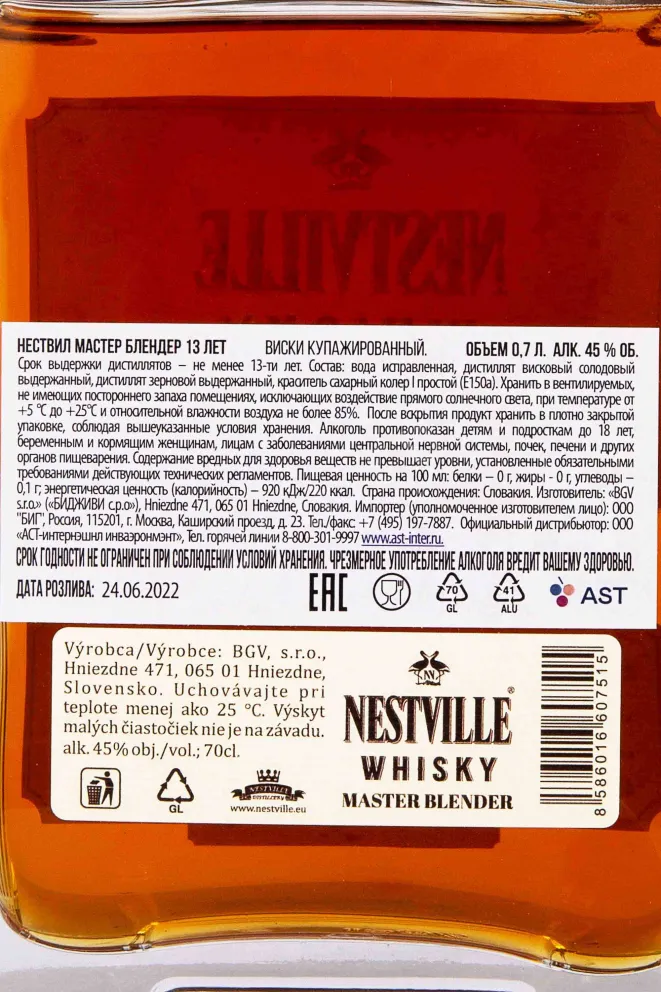 NESTVILLE
НЕСТВИЛ МАСТЕР БЛЕНДЕР 13 ЛЕТ ВИСКИ КУПАЖИРОВАННЫЙ. ОБЪЕМ 0,7 Л. АЛК. 45 % ОБ.
Срок выдержки дистиллятов – не менее 13-ти лет. Состав: вода исправленная, дистиллят висковый солодовый
выдержанный, дистиллят зерновой выдержанный, краситель сахарный колер I простой (Е150а). Хранить в вентилируемых,
не имеющих постороннего запаха помещениях, исключающих воздействие прямого солнечного света, при температуре от
+5 °С до +25°С и относительной влажности воздуха не более 85%. После вскрытия продукт хранить в плотно закрытой
упаковке, соблюдая вышеуказанные условия хранения. Алкоголь противопоказан детям и подросткам до 18 лет,
беременным и кормящим женщинам, лицам с заболеваниями центральной нервной системы, почек, печени и других
органов пищеварения. Содержание вредных для здоровья веществ не превышает уровни, установленные обязательными
требованиями действующих технических регламентов. Пищевая ценность на 100 мл: белки – 0 г, жиры - 0 г, углеводы –
0,1 г; энергетическая ценность (калорийность) – 920 кДж/220 ккал. Страна происхождения: Словакия. Изготовитель: «BGV
s.r.o.» («БИДЖИВИ с.р.о»), Hniezdne 471, 065 01 Hniezdne, Словакия. Импортер (уполномоченное изготовителем лицо): ООО
"БИГ", Россия, 115201, г. Москва, Каширский проезд, д. 23. Тел./факс: +7 (495) 197-7887. Официальный дистрибьютор: ООО
«АСТ-интернэшнл инваэронмэнт», Тел. горячей линии 8-800-301-9997 www.ast-inter.ru.
СРОК ГОДНОСТИ НЕ ОГРАНИЧЕН ПРИ СОБЛЮДЕНИИ УСЛОВИЙ ХРАНЕНИЯ. ЧРЕЗМЕРНОЕ УПОТРЕБЛЕНИЕ АЛКОГОЛЯ ВРЕДИТ ВАШЕМУ ЗДОРОВЬЮ.
ДАТА РОЗЛИВА: 24.06.2022
EAC
70
GL
41
ALU
AST
Výrobca/Výrobce: BGV, s.r.o.,
Hniezdne 471, 065 01 Hniezdne,
Slovensko. Uchovávajte pri
teplote menej ako 25 °C. Výskyt
malých čiastočiek nie je na závadu.
alk. 45% obj./vol.; 70cl.
GL
NESTVILLE
DISTILLERY
www.nestville.eu
NV
NESTVILLE®
WHISKY
MASTER BLENDER
8 586016 607515